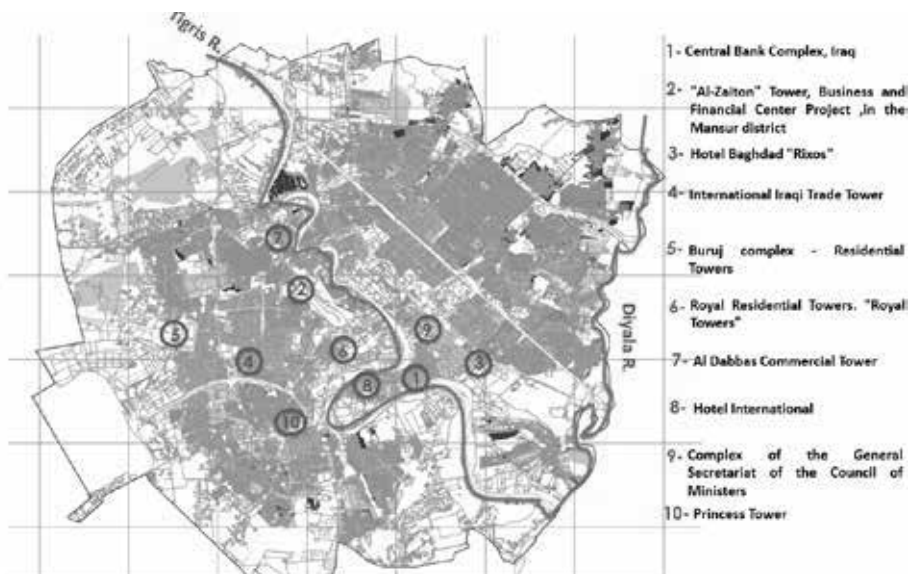 Tigris R.
1- Central Bank Complex, Iraq
2- "Al-Zaiton" Tower, Business and
Financial Center Project ,in the
Mansur district
3- Hotel Baghdad "Rixos"
4- International Iraqi Trade Tower
5- Buruj complex - Residential
Towers
6- Royal Residential Towers. "Royal
Towers"
7- Al Dabbas Commercial Tower
8- Hotel International
9- Complex of the General
Secretariat of the Council of
Ministers
10- Princess Tower
Diyala R.
7
2
5
9
6
4
3
8
1
10